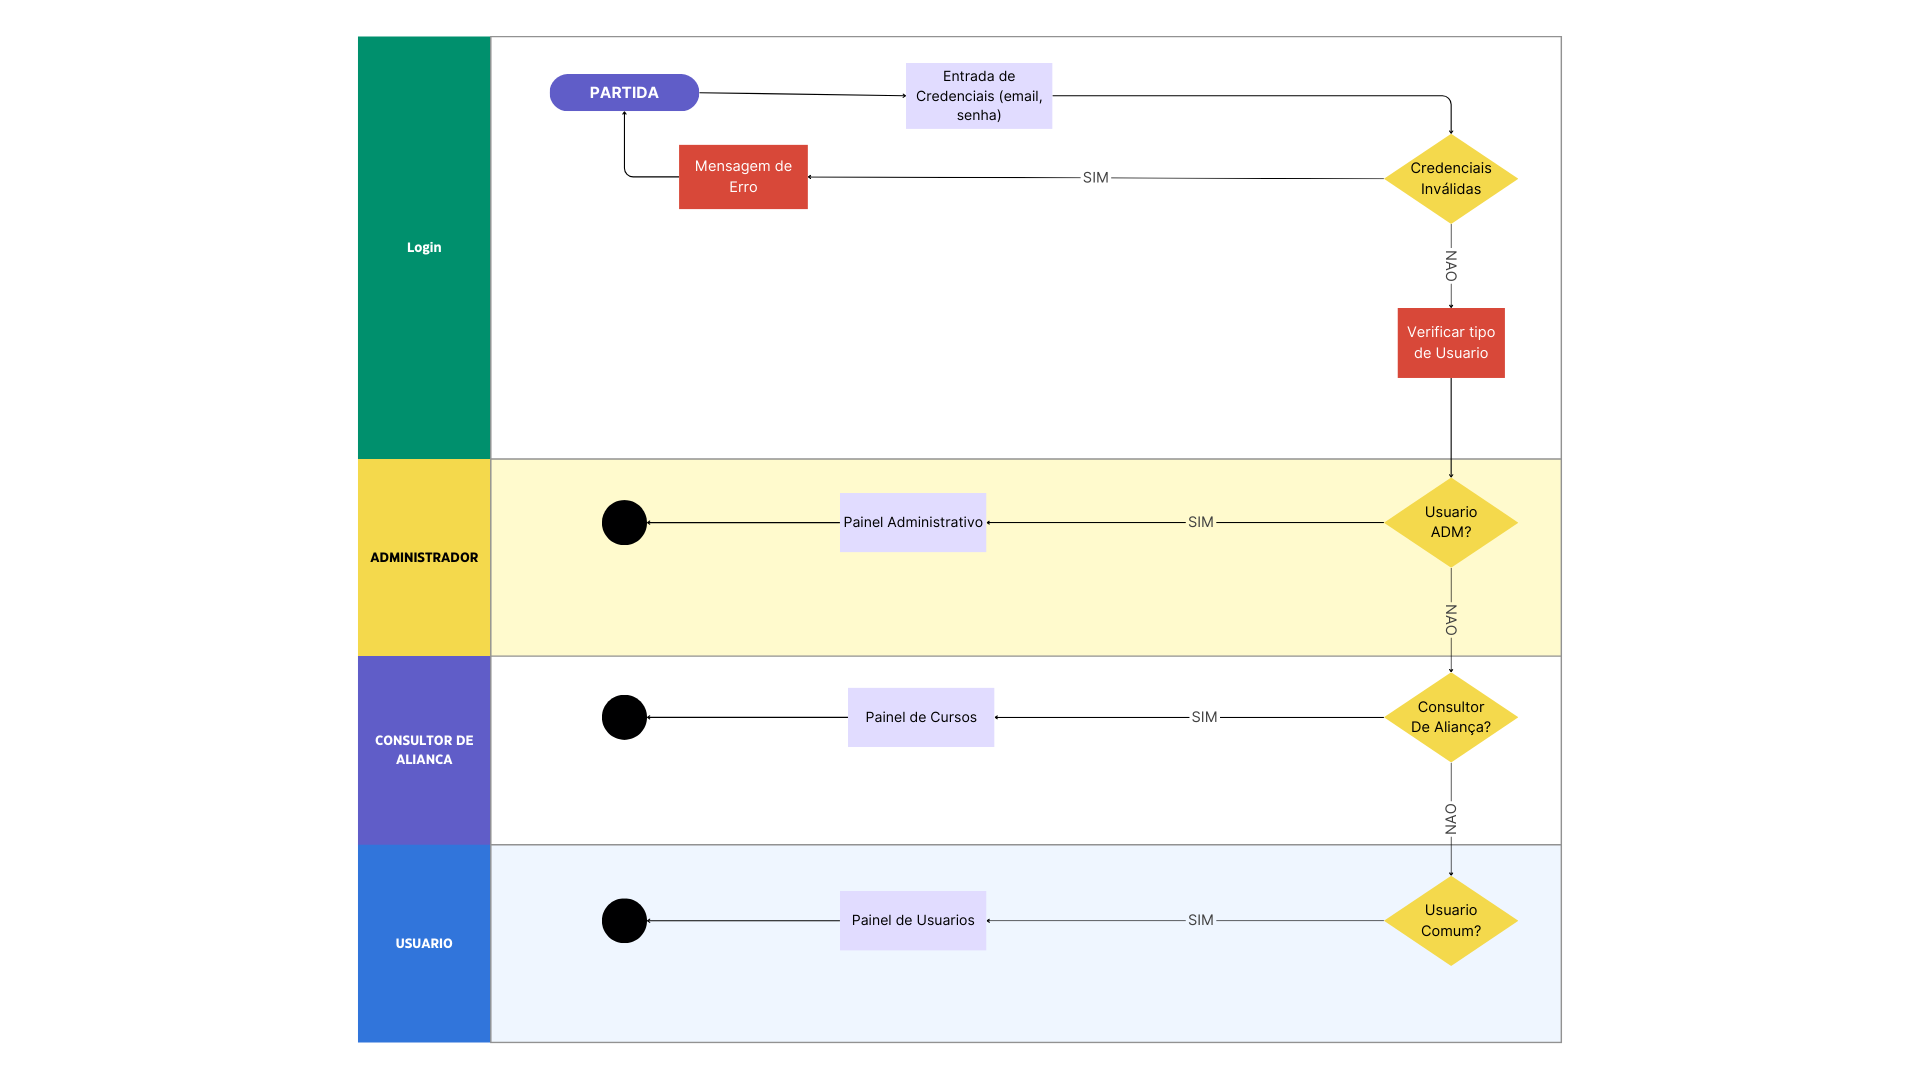 PARTIDA
Entrada de
Credenciais (email,
senha)
Mensagem de
Erro
SIM
Credenciais
Inválidas
Login
NAO
Verificar tipo
de Usuario
ADMINISTRADOR
Painel Administrativo
SIM
Usuario
ADM?
NAO
CONSULTOR DE
ALIANCA
Painel de Cursos
SIM
Consultor
De Aliança?
NAO
USUARIO
Painel de Usuarios
SIM
Usuario
Comum?